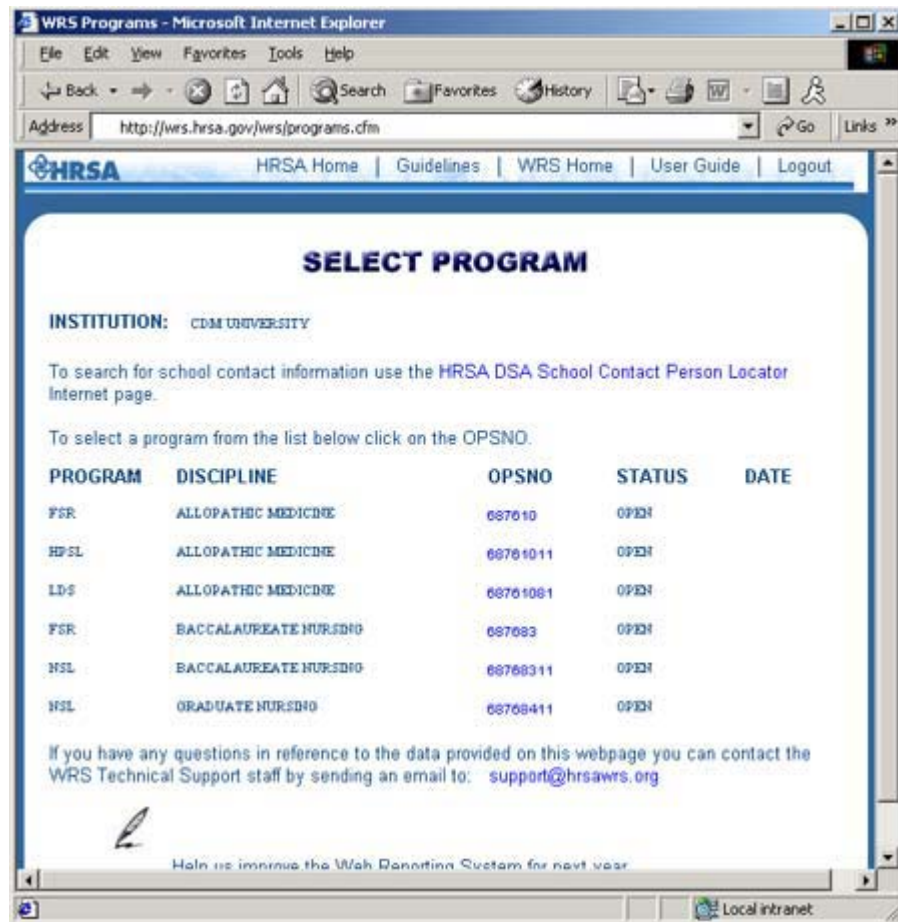 WRS Programs - Microsoft Internet Explorer
File Edit View Favorites Tools Help
Back Search Favorites History
Address http://wrs.hrsa.gov/wrs/programs.cfm Go Links »
HRSA HRSA Home | Guidelines | WRS Home | User Guide | Logout
SELECT PROGRAM
INSTITUTION: CDM UNIVERSITY
To search for school contact information use the HRSA DSA School Contact Person Locator
Internet page.
To select a program from the list below click on the OPSNO.
PROGRAM DISCIPLINE OPSNO STATUS DATE
FSR ALLOPATHIC MEDICINE 687610 OPEN
HPSL ALLOPATHIC MEDICINE 68761011 OPEN
LDS ALLOPATHIC MEDICINE 68761081 OPEN
FSR BACCALAUREATE NURSING 687683 OPEN
NSL BACCALAUREATE NURSING 68768311 OPEN
NSL GRADUATE NURSING 68768411 OPEN
If you have any questions in reference to the data provided on this webpage you can contact the
WRS Technical Support staff by sending an email to: support@hrsawrs.org
Help us improve the Web Reporting System for next year
Local intranet